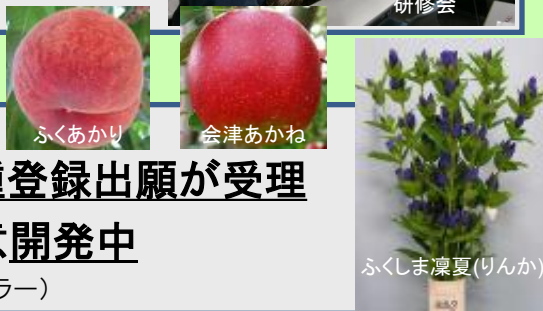 研修会
ふくあかり
会津あかね
登録出願が受理
開発中
ふくしま凜夏(りんか)
ラー)